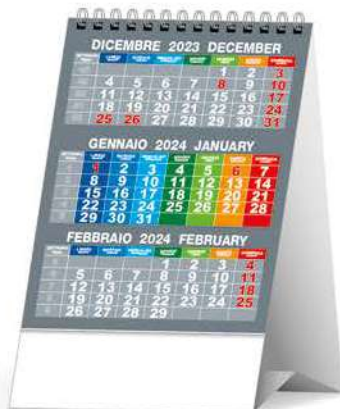 DICEMBRE 2023 DECEMBER
1 2 3
4 5 6 7 8 9 10
11 12 13 14 15 16 17
18 19 20 21 22 23 24
25 26 27 28 29 30 31
GENNAIO 2024 JANUARY
1 2 3 4 5 6 7
8 9 10 11 12 13 14
15 16 17 18 19 20 21
22 23 24 25 26 27 28
29 30 31
FEBBRAIO 2024 FEBRUARY
1 2 3 4
5 6 7 8 9 10 11
12 13 14 15 16 17 18
19 20 21 22 23 24 25
26 27 28 29